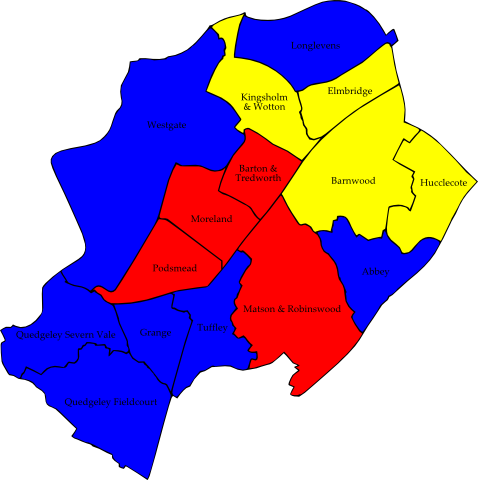 Longlevens
Elmbridge
Kingsholm
& Wotton
Westgate
Barton &
Tredworth
Barnwood
Hucclecote
Moreland
Podsmead
Abbey
Matson & Robinswood
Quedgeley Severn Vale
Grange
Tuffley
Quedgeley Fieldcourt